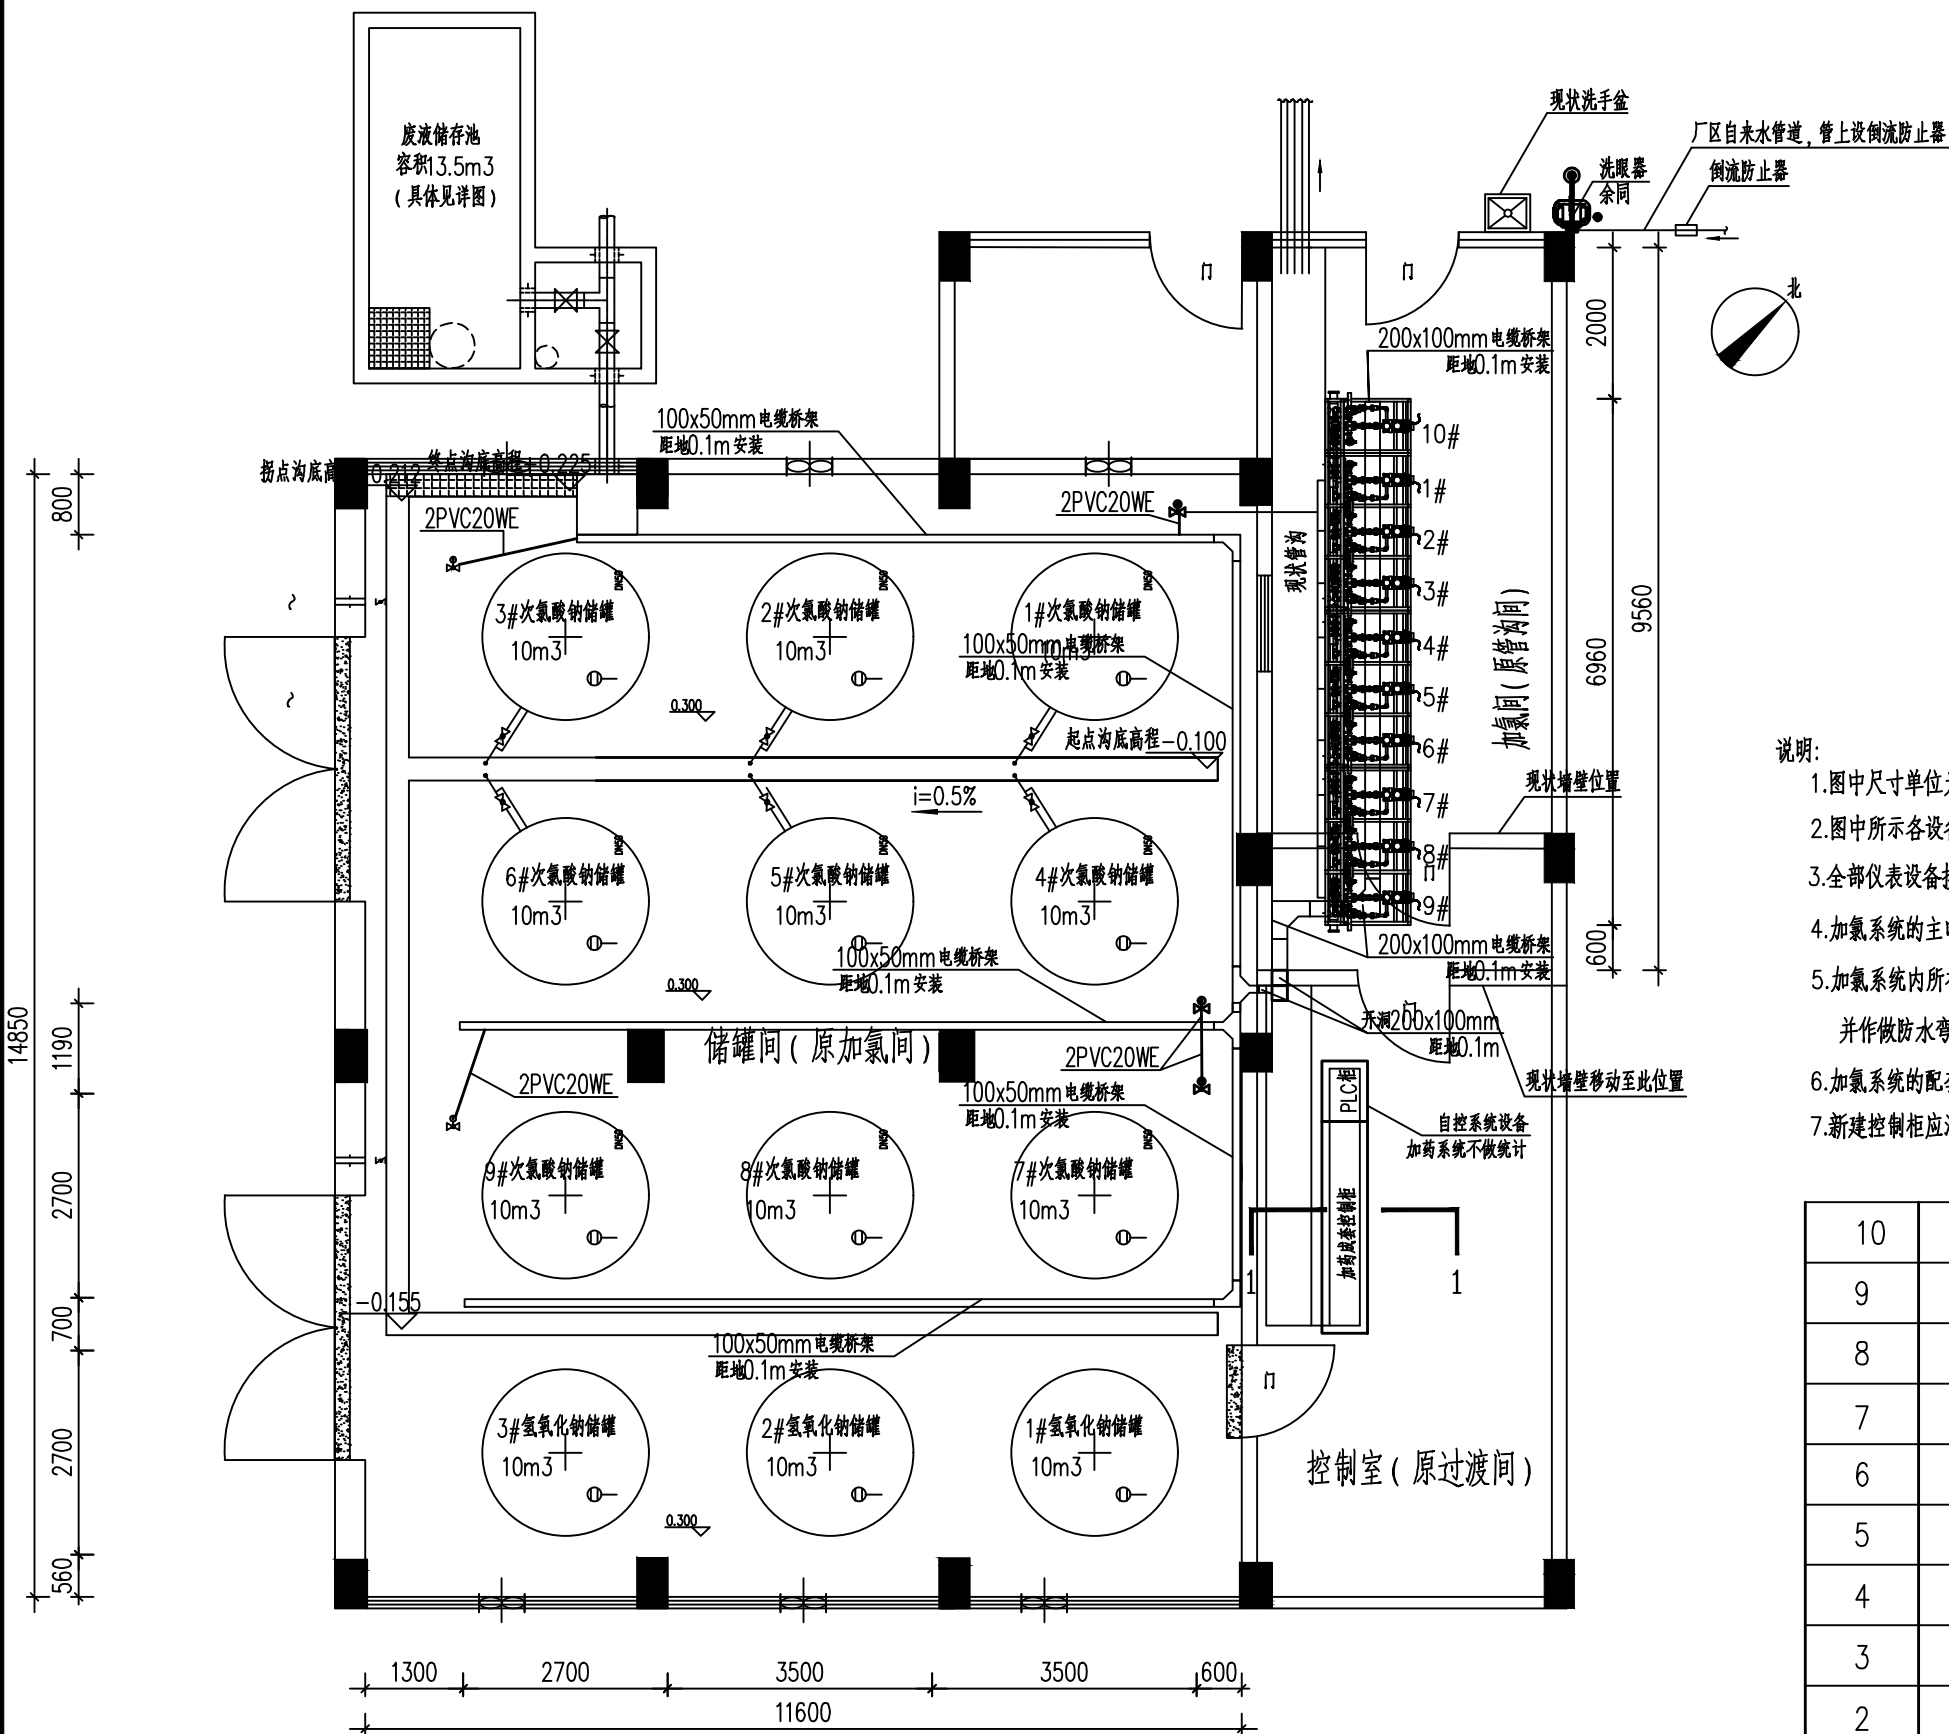 废液储存池
容积13.5m3
(具体见详图)
现状洗手盆
厂区自来水管道，管上设倒流防止器
洗眼器
余同
倒流防止器
北
门
门
200x100mm电缆桥架
距地0.1m安装
2000
9560
6960
600
100x50mm电缆桥架
距地0.1m安装
终点沟底高程-0.225
拐点沟底高
0.212
2PVC20WE
2PVC20WE
现状管沟
10#
1#
2#
3#
4#
5#
6#
7#
8#
9#
门
加氯间(原管沟间)
800
14850
1190
2700
700
2700
560
DN50
DN50
DN50
3#次氯酸钠储罐
10m3
2#次氯酸钠储罐
10m3
1#次氯酸钠储罐
10m3
100x50mm电缆桥架
距地0.1m安装
0.300
起点沟底高程-0.100
i=0.5%
现状墙壁位置
说明:
1.图中尺寸单位
2.图中所示各设
3.全部仪表设备
4.加氯系统的主
5.加氯系统内所
并作做防水弯
6.加氯系统的配
7.新建控制柜应
DN50
DN50
DN50
6#次氯酸钠储罐
10m3
5#次氯酸钠储罐
10m3
4#次氯酸钠储罐
10m3
100x50mm电缆桥架
距地0.1m安装
0.300
200x100mm电缆桥架
距地0.1m安装
门
开洞200x100mm
距地0.1m
储罐间(原加氯间)
2PVC20WE
2PVC20WE
100x50mm电缆桥架
距地0.1m安装
现状墙壁移动至此位置
PLC柜
自控系统设备
加药系统不做统计
加药成套控制柜
1
1
DN50
DN50
DN50
9#次氯酸钠储罐
10m3
8#次氯酸钠储罐
10m3
7#次氯酸钠储罐
10m3
-0.155
100x50mm电缆桥架
距地0.1m安装
门
3#氢氧化钠储罐
10m3
2#氢氧化钠储罐
10m3
1#氢氧化钠储罐
10m3
0.300
控制室(原过渡间)
10
9
8
7
6
5
4
3
2
1300
2700
3500
3500
600
11600